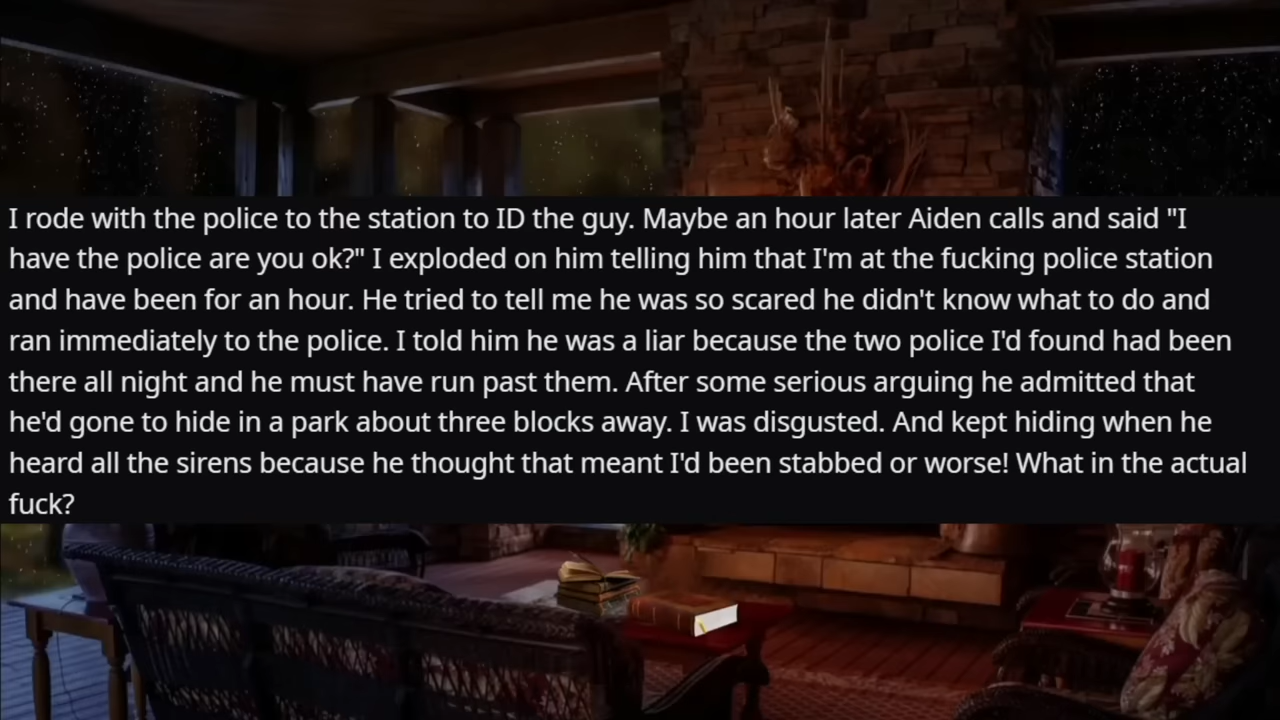 I rode with the police to the station to ID the guy. Maybe an hour later Aiden calls and said "I
have the police are you ok?" I exploded on him telling him that I'm at the fucking police station
and have been for an hour. He tried to tell me he was so scared he didn't know what to do and
ran immediately to the police. I told him he was a liar because the two police I'd found had been
there all night and he must have run past them. After some serious arguing he admitted that
he'd gone to hide in a park about three blocks away. I was disgusted. And kept hiding when he
heard all the sirens because he thought that meant I'd been stabbed or worse! What in the actual
fuck?